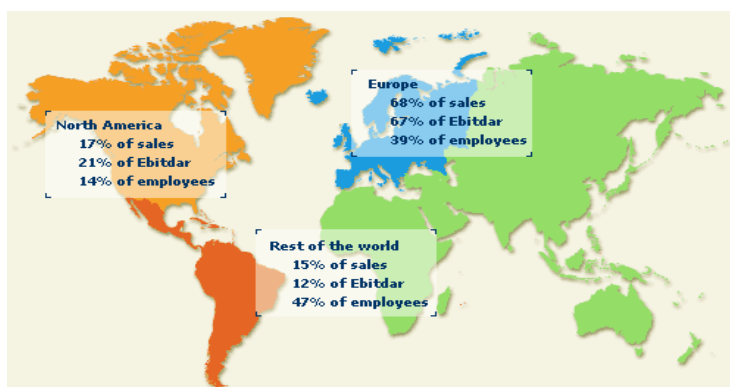 Europe
68% of sales
67% of Ebitdar
39% of employees
North America
17% of sales
21% of Ebitdar
14% of employees
Rest of the world
15% of sales
12% of Ebitdar
47% of employees